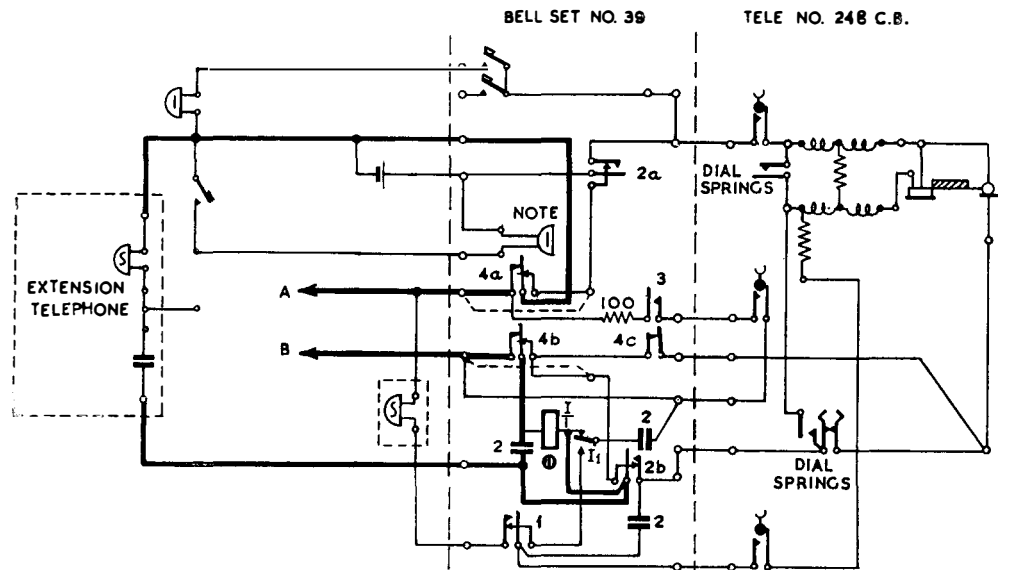 BELL SET NO. 39
TELE NO. 248 C.B.
2a
DIAL
SPRINGS
NOTE
EXTENSION
TELEPHONE
S
4a
A
3
100
B
4b
4c
S
2
I
I
1
I1
2
2b
DIAL
SPRINGS
1
2